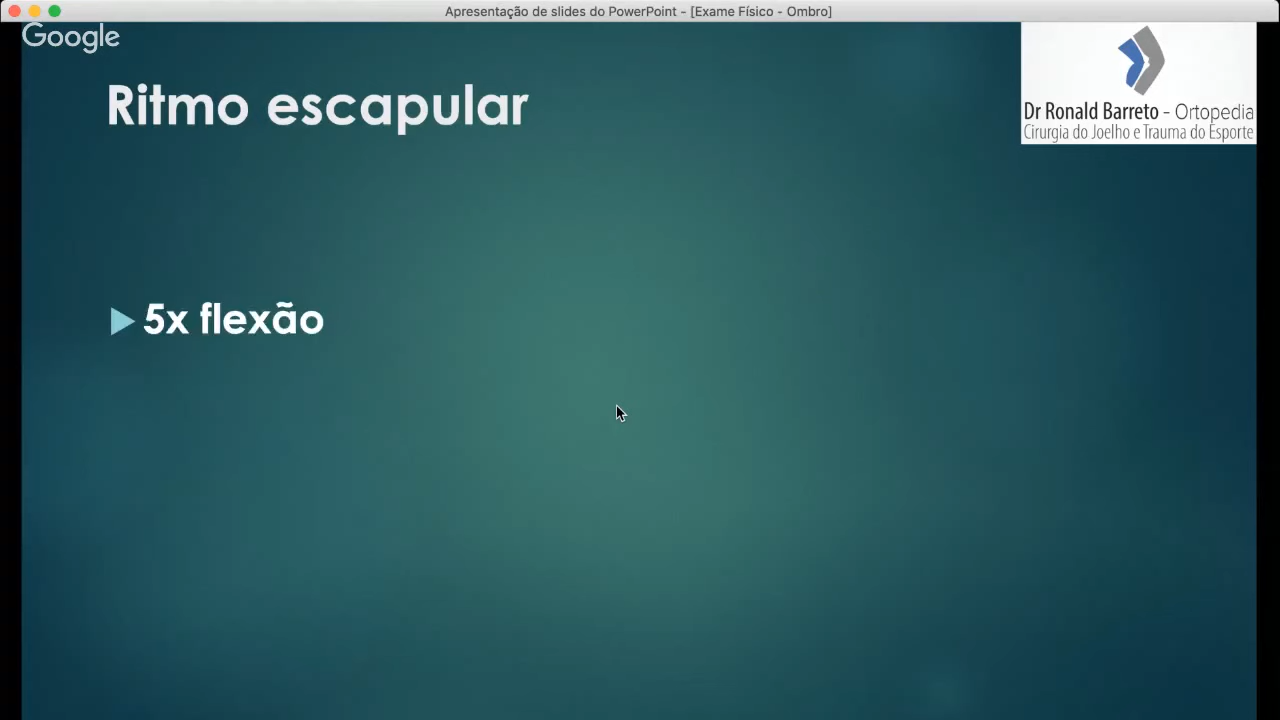 Apresentação de slides do PowerPoint - [Exame Físico - Ombro]
Google
Ritmo escapular
Dr Ronald Barreto - Ortopedia
Cirurgia do Joelho e Trauma do Esporte
5x flexão